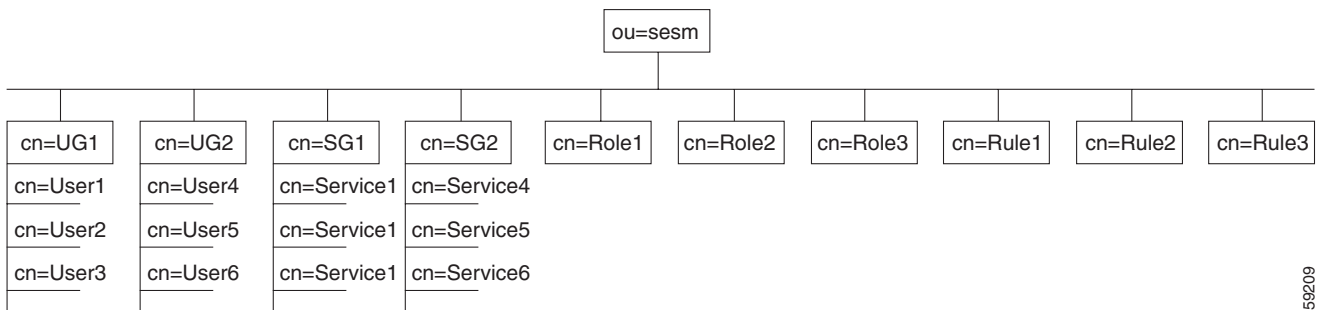 ou=sesm
cn=UG1 cn=UG2 cn=SG1 cn=SG2 cn=Role1 cn=Role2 cn=Role3 cn=Rule1 cn=Rule2 cn=Rule3
cn=User1 cn=User4 cn=Service1 cn=Service4
cn=User2 cn=User5 cn=Service1 cn=Service5
cn=User3 cn=User6 cn=Service1 cn=Service6
59209